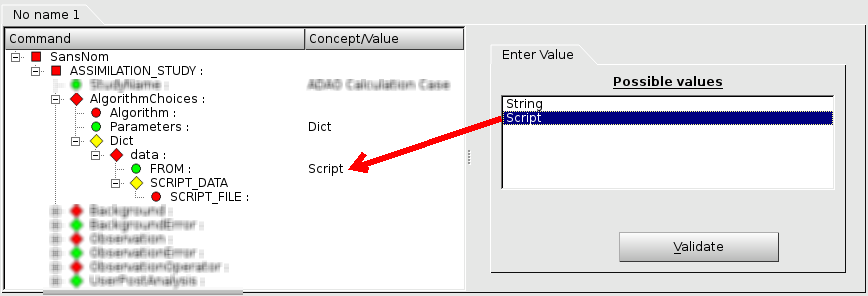 No name 1
Command Concept/Value
SansNom
ASSIMILATION_STUDY :
StudyName : ADAO Calculation Case
AlgorithmChoices :
Algorithm :
Parameters : Dict
Dict
data :
FROM : Script
SCRIPT_DATA
SCRIPT_FILE :
Background :
BackgroundError :
Observation :
ObservationError :
ObservationOperator :
UserPostAnalysis :
Enter Value
Possible values
String
Script
Validate